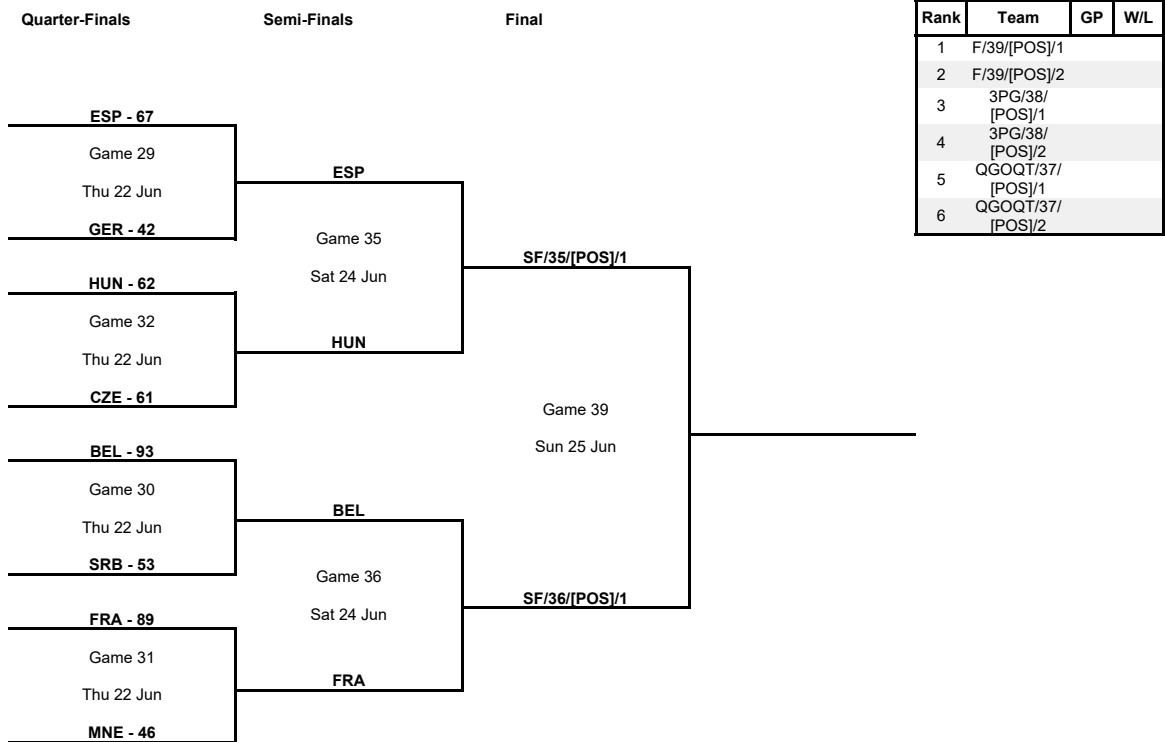 Quarter-Finals Semi-Finals Final
Rank Team GP W/L
1 F/39/[POS]/1
2 F/39/[POS]/2
3 3PG/38/
[POS]/1
4 3PG/38/
[POS]/2
5 QGOQT/37/
[POS]/1
6 QGOQT/37/
[POS]/2
ESP - 67
Game 29
Thu 22 Jun
GER - 42
HUN - 62
Game 32
Thu 22 Jun
CZE - 61
BEL - 93
Game 30
Thu 22 Jun
SRB - 53
FRA - 89
Game 31
Thu 22 Jun
MNE - 46
ESP
Game 35
Sat 24 Jun
HUN
BEL
Game 36
Sat 24 Jun
FRA
SF/35/[POS]/1
Game 39
Sun 25 Jun
SF/36/[POS]/1